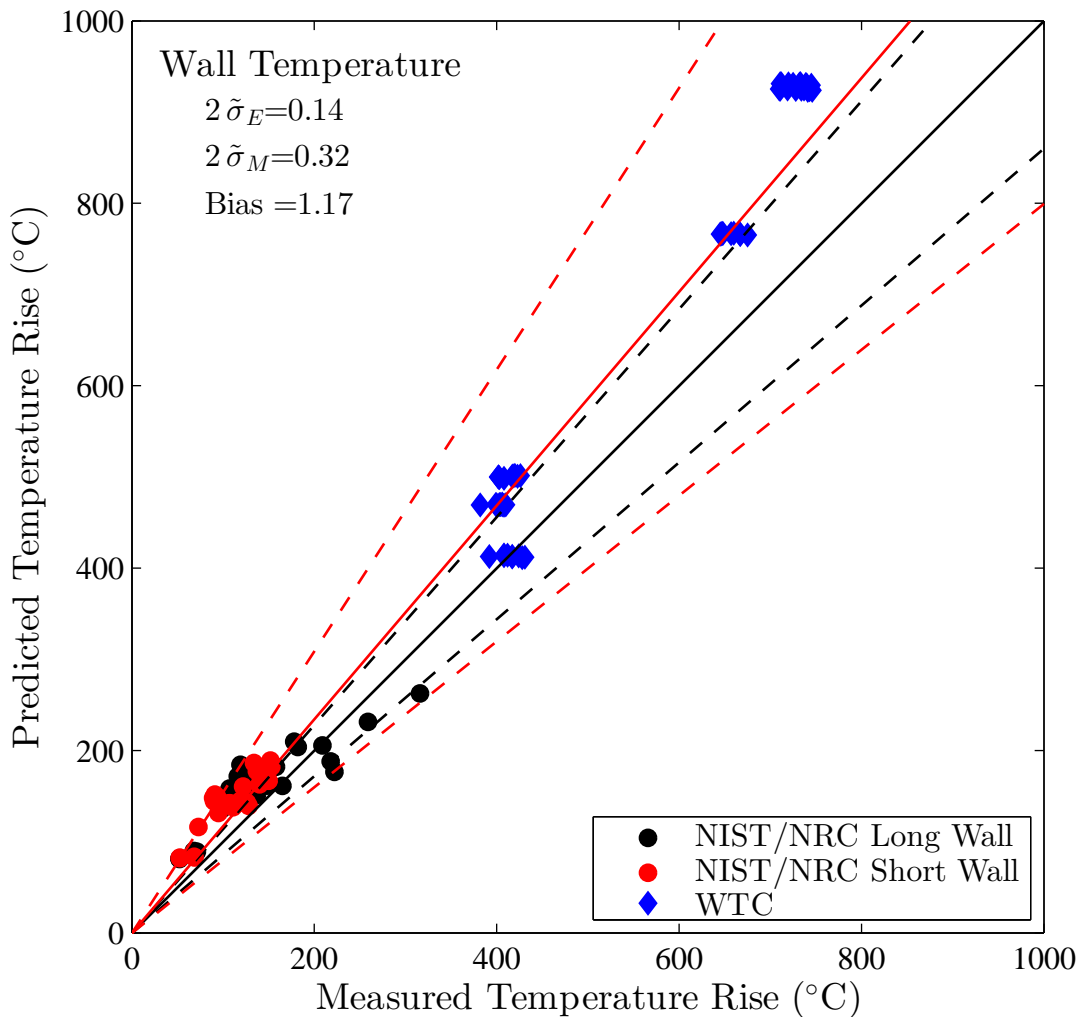 Wall Temperature
2 σ̃_E=0.14
2 σ̃_M=0.32
Bias =1.17
Predicted Temperature Rise (°C)
1000
800
600
400
200
0
0 200 400 600 800 1000
Measured Temperature Rise (°C)
NIST/NRC Long Wall
NIST/NRC Short Wall
WTC